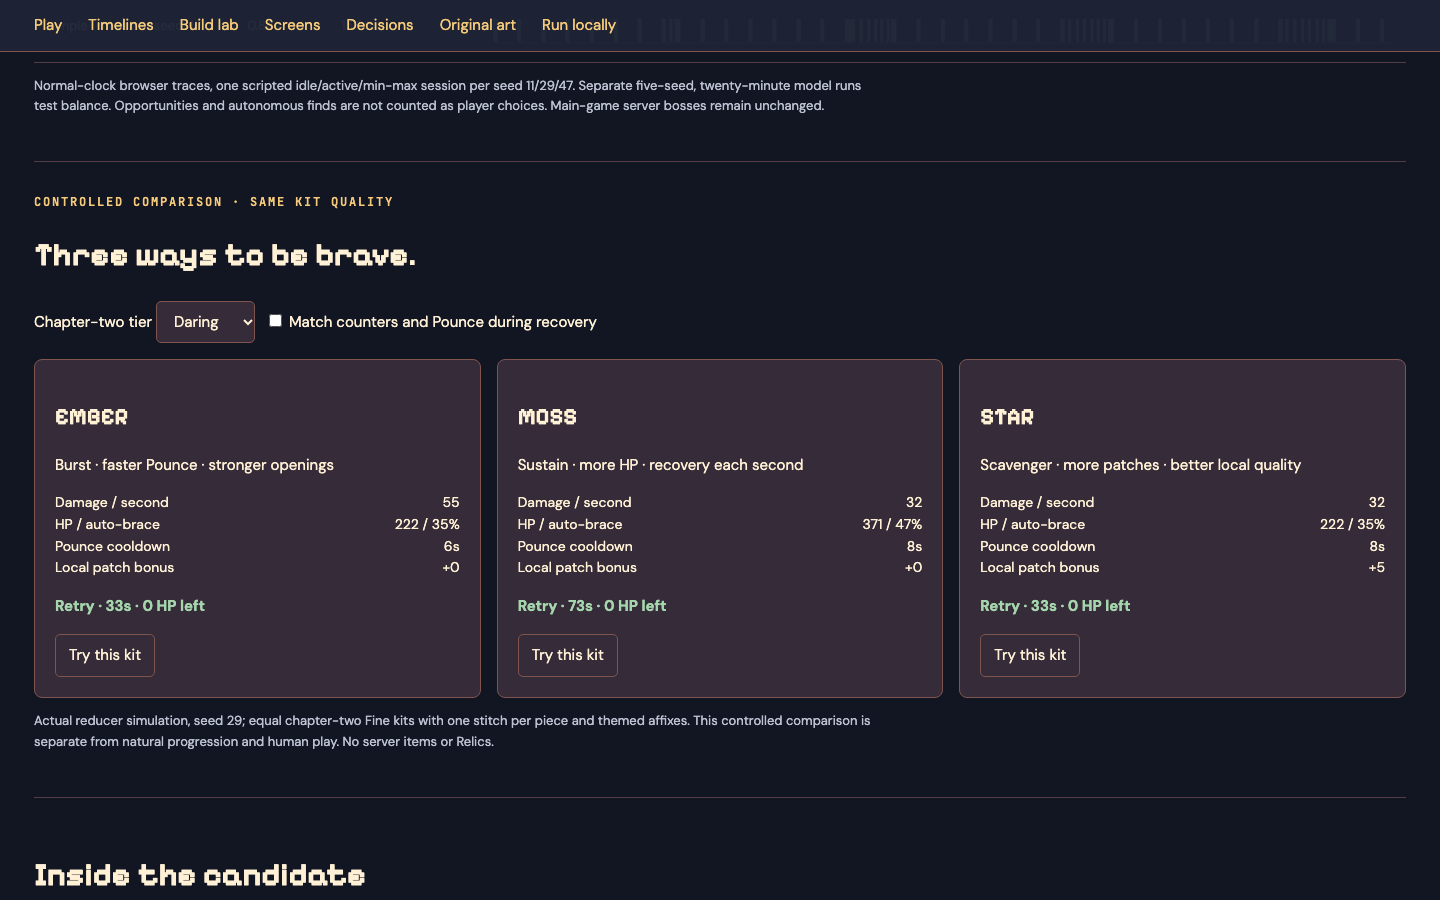 Play Timelines Build lab Screens Decisions Original art Run locally
Normal-clock browser traces, one scripted idle/active/min-max session per seed 11/29/47. Separate five-seed, twenty-minute model runs
test balance. Opportunities and autonomous finds are not counted as player choices. Main-game server bosses remain unchanged.
CONTROLLED COMPARISON · SAME KIT QUALITY
Three ways to be brave.
Chapter-two tier Daring Match counters and Pounce during recovery
EMBER
Burst · faster Pounce · stronger openings
Damage / second 55
HP / auto-brace 222 / 35%
Pounce cooldown 6s
Local patch bonus +0
Retry · 33s · 0 HP left
Try this kit
MOSS
Sustain · more HP · recovery each second
Damage / second 32
HP / auto-brace 371 / 47%
Pounce cooldown 8s
Local patch bonus +0
Retry · 73s · 0 HP left
Try this kit
STAR
Scavenger · more patches · better local quality
Damage / second 32
HP / auto-brace 222 / 35%
Pounce cooldown 8s
Local patch bonus +5
Retry · 33s · 0 HP left
Try this kit
Actual reducer simulation, seed 29; equal chapter-two Fine kits with one stitch per piece and themed affixes. This controlled comparison is
separate from natural progression and human play. No server items or Relics.
Inside the candidate